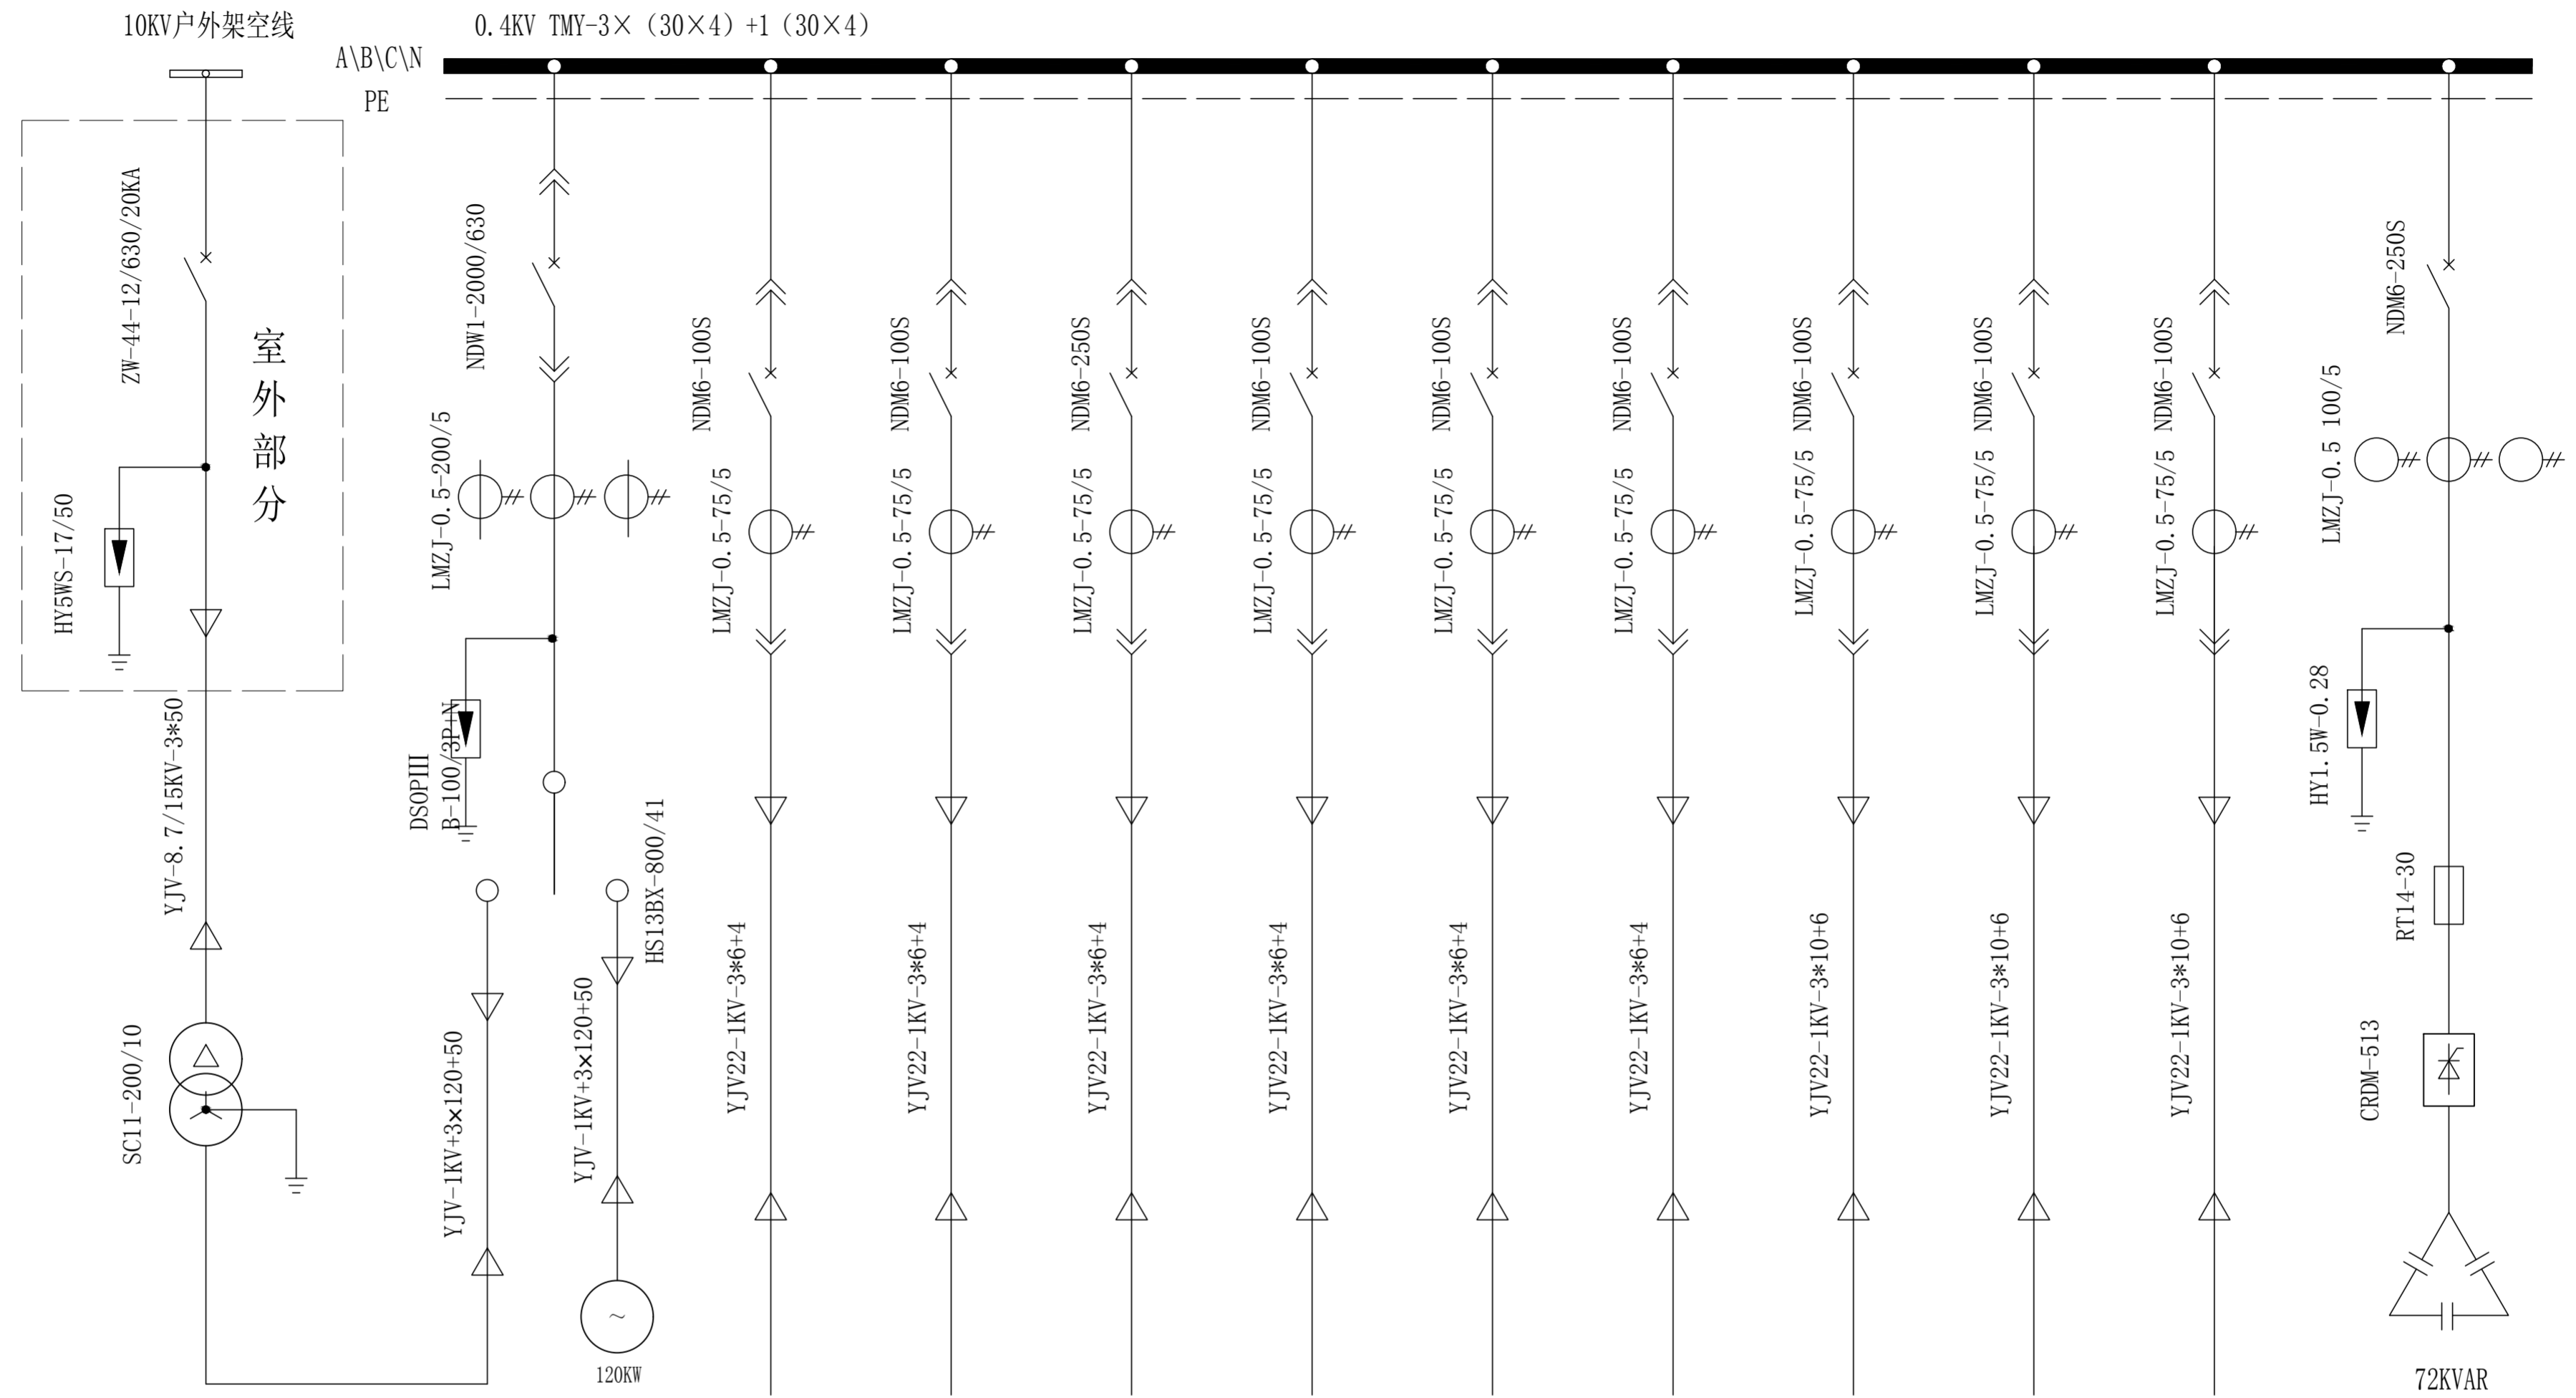 10KV户外架空线
0.4KV TMY-3×（30×4）+1（30×4）
A\B\C\N
PE
ZW-44-12/630/20KA
室外部分
HY5WS-17/50
YJV-8.7/15KV-3*50
SC11-200/10
NDW1-2000/630
LMZJ-0.5-200/5
DSOPIII
B-100/3P+N
HS13BX-800/41
YJV-1KV+3×120+50
YJV-1KV+3×120+50
120KW
~
NDM6-100S
LMZJ-0.5-75/5
YJV22-1KV-3*6+4
NDM6-100S
LMZJ-0.5-75/5
YJV22-1KV-3*6+4
NDM6-250S
LMZJ-0.5-75/5
YJV22-1KV-3*6+4
NDM6-100S
LMZJ-0.5-75/5
YJV22-1KV-3*6+4
NDM6-100S
LMZJ-0.5-75/5
YJV22-1KV-3*6+4
NDM6-100S
LMZJ-0.5-75/5
YJV22-1KV-3*6+4
NDM6-100S
LMZJ-0.5-75/5
YJV22-1KV-3*10+6
NDM6-100S
LMZJ-0.5-75/5
YJV22-1KV-3*10+6
NDM6-100S
LMZJ-0.5-75/5
YJV22-1KV-3*10+6
NDM6-250S
LMZJ-0.5 100/5
HY1.5W-0.28
RT14-30
CRDM-513
72KVAR